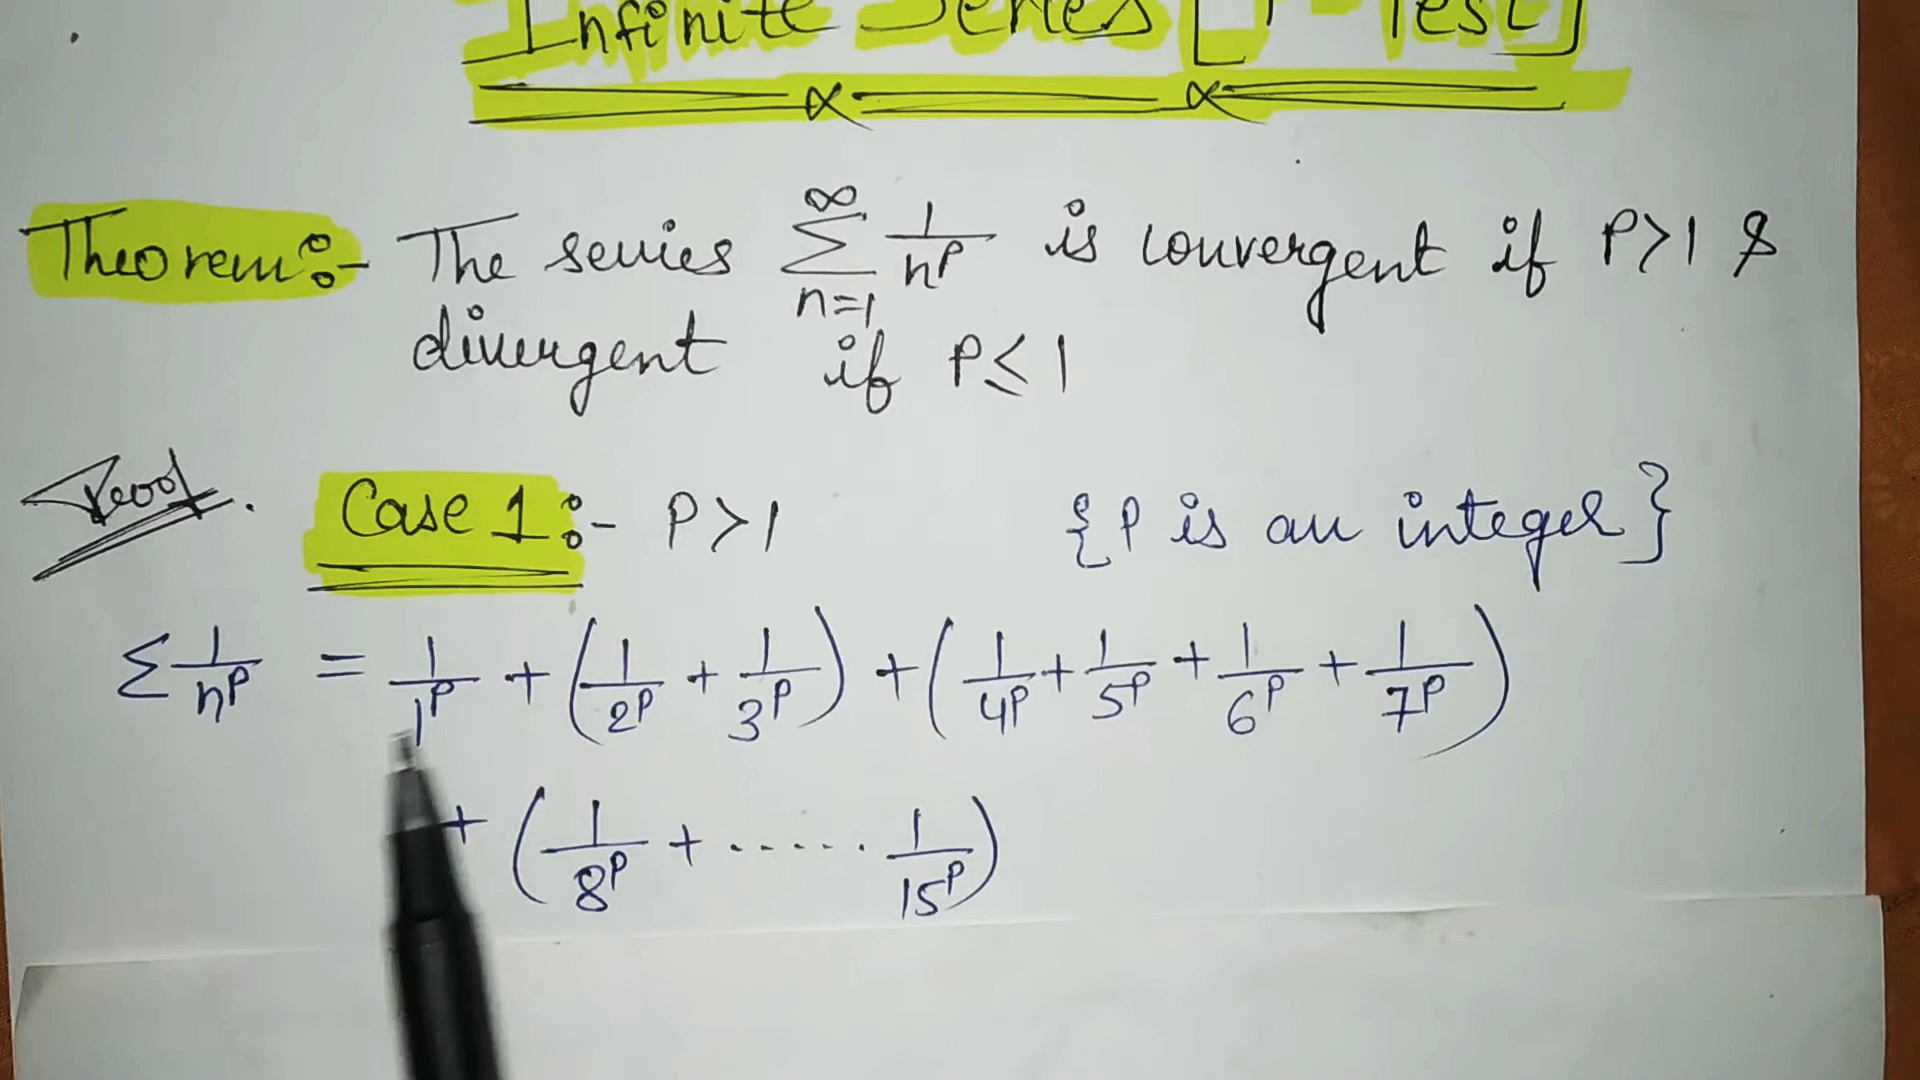 Infinite Series [P-Test]
Theorem:- The series ∞∑n=1 1/n^P is convergent if P>1 &
divergent if P≤1
Proof. Case 1:- P>1 {P is an integer}
Σ 1/n^P = 1/1^P + (1/2^P + 1/3^P) + (1/4^P + 1/5^P + 1/6^P + 1/7^P)
+ (1/8^P + ..... 1/15^P)